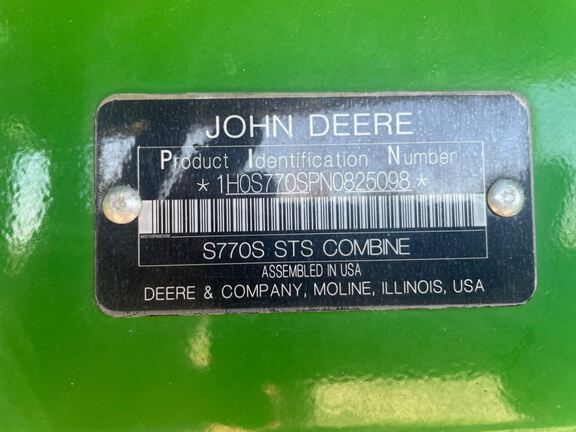 JOHN DEERE
Product Identification Number
*1H0S770SPN0825098*
S770S STS COMBINE
ASSEMBLED IN USA
DEERE & COMPANY, MOLINE, ILLINOIS, USA